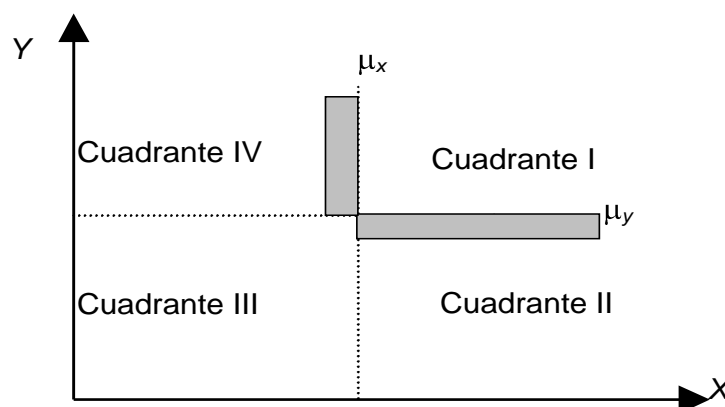 Y
μx
Cuadrante IV
Cuadrante I
μy
Cuadrante III
Cuadrante II
X